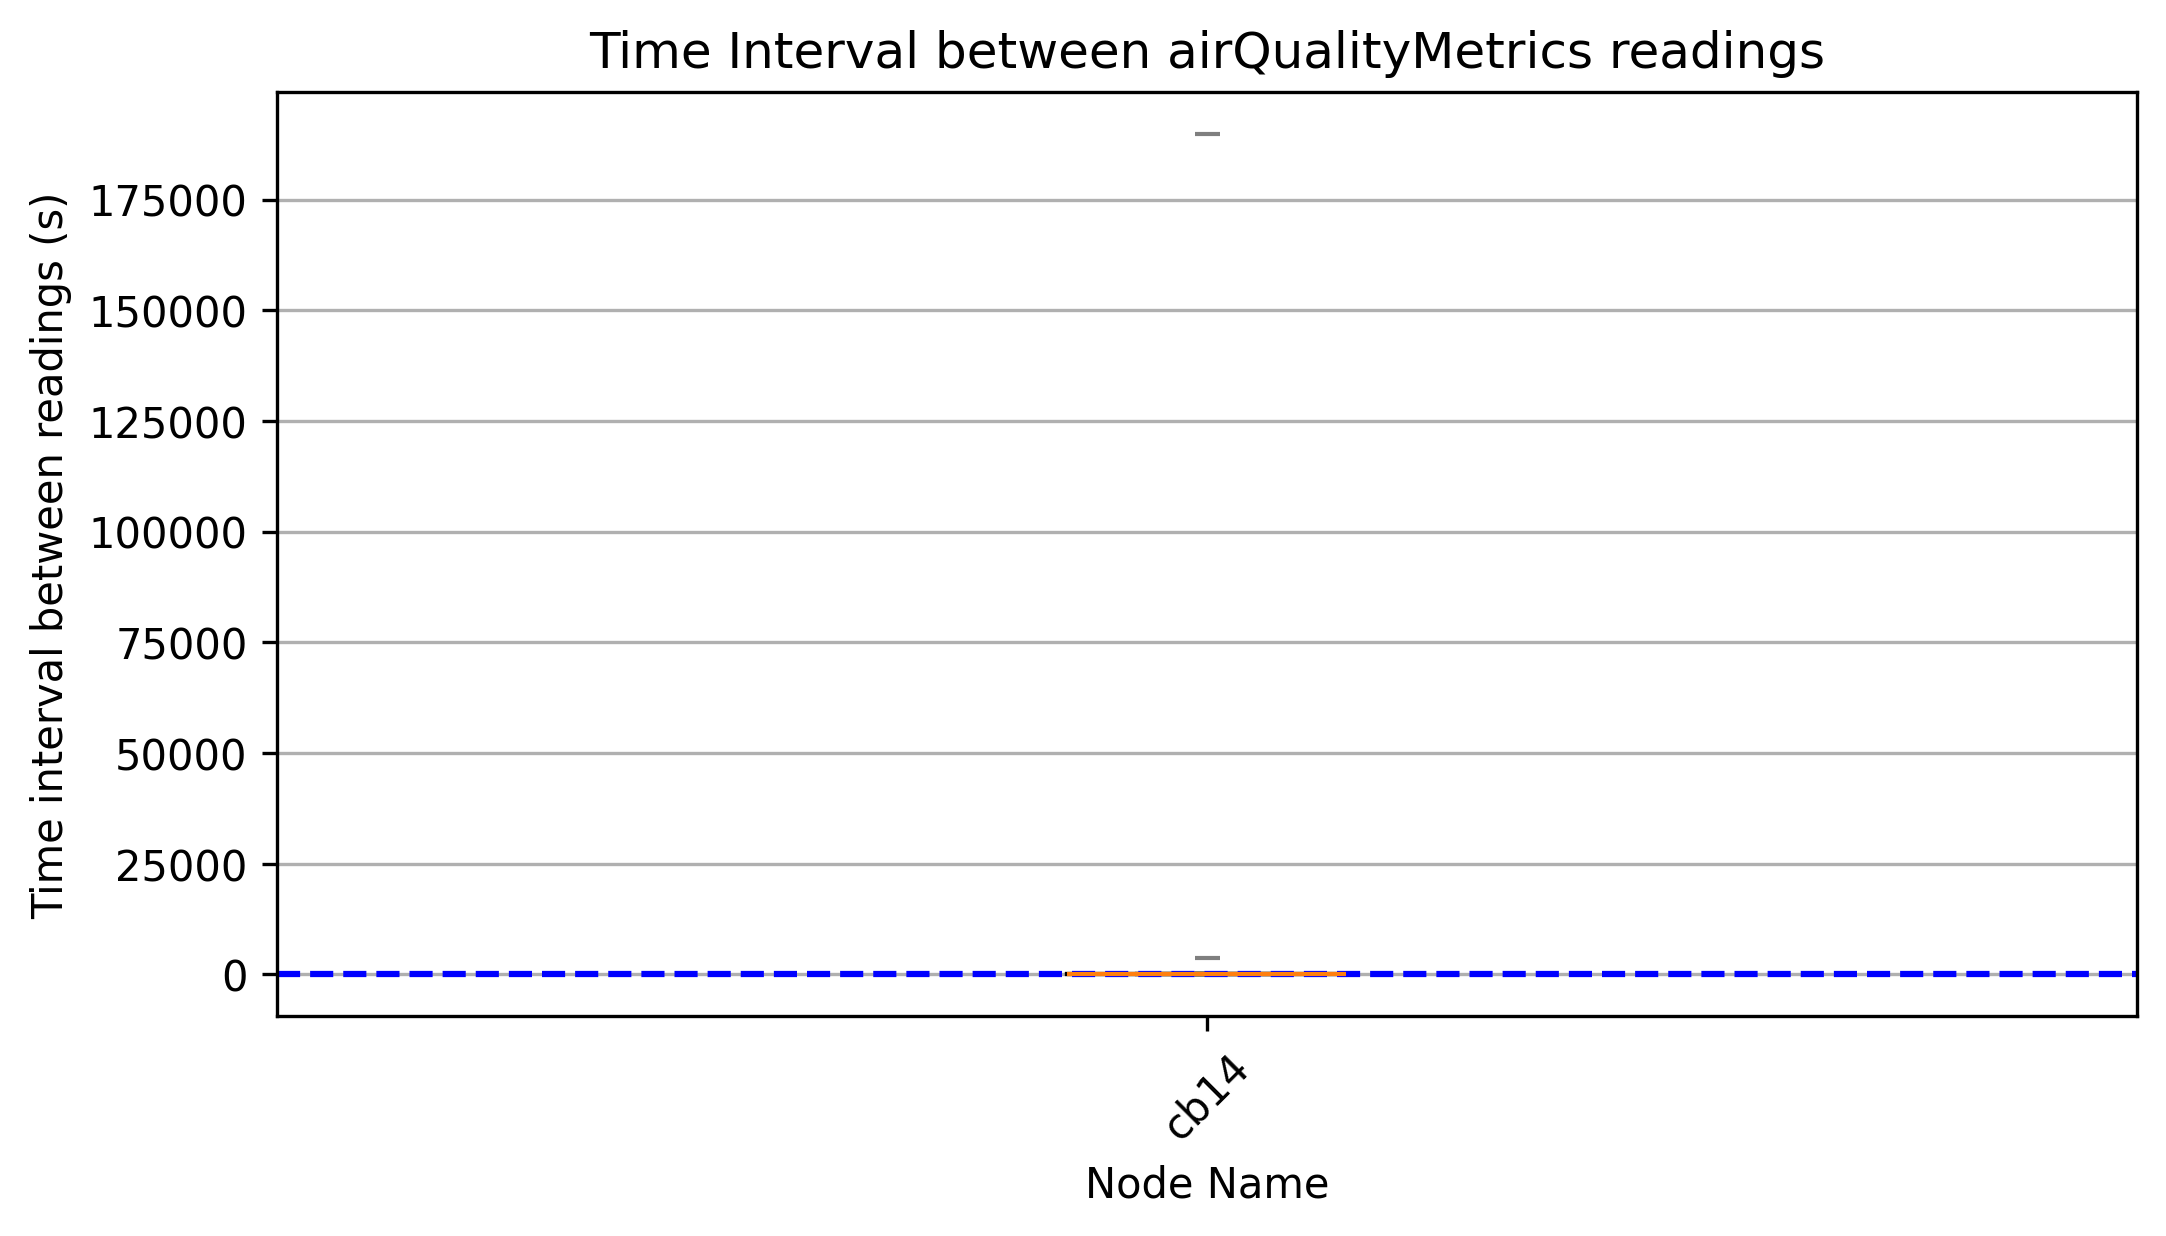 Time Interval between airQualityMetrics readings
Time interval between readings (s)
175000
150000
125000
100000
75000
50000
25000
0
cb14
Node Name